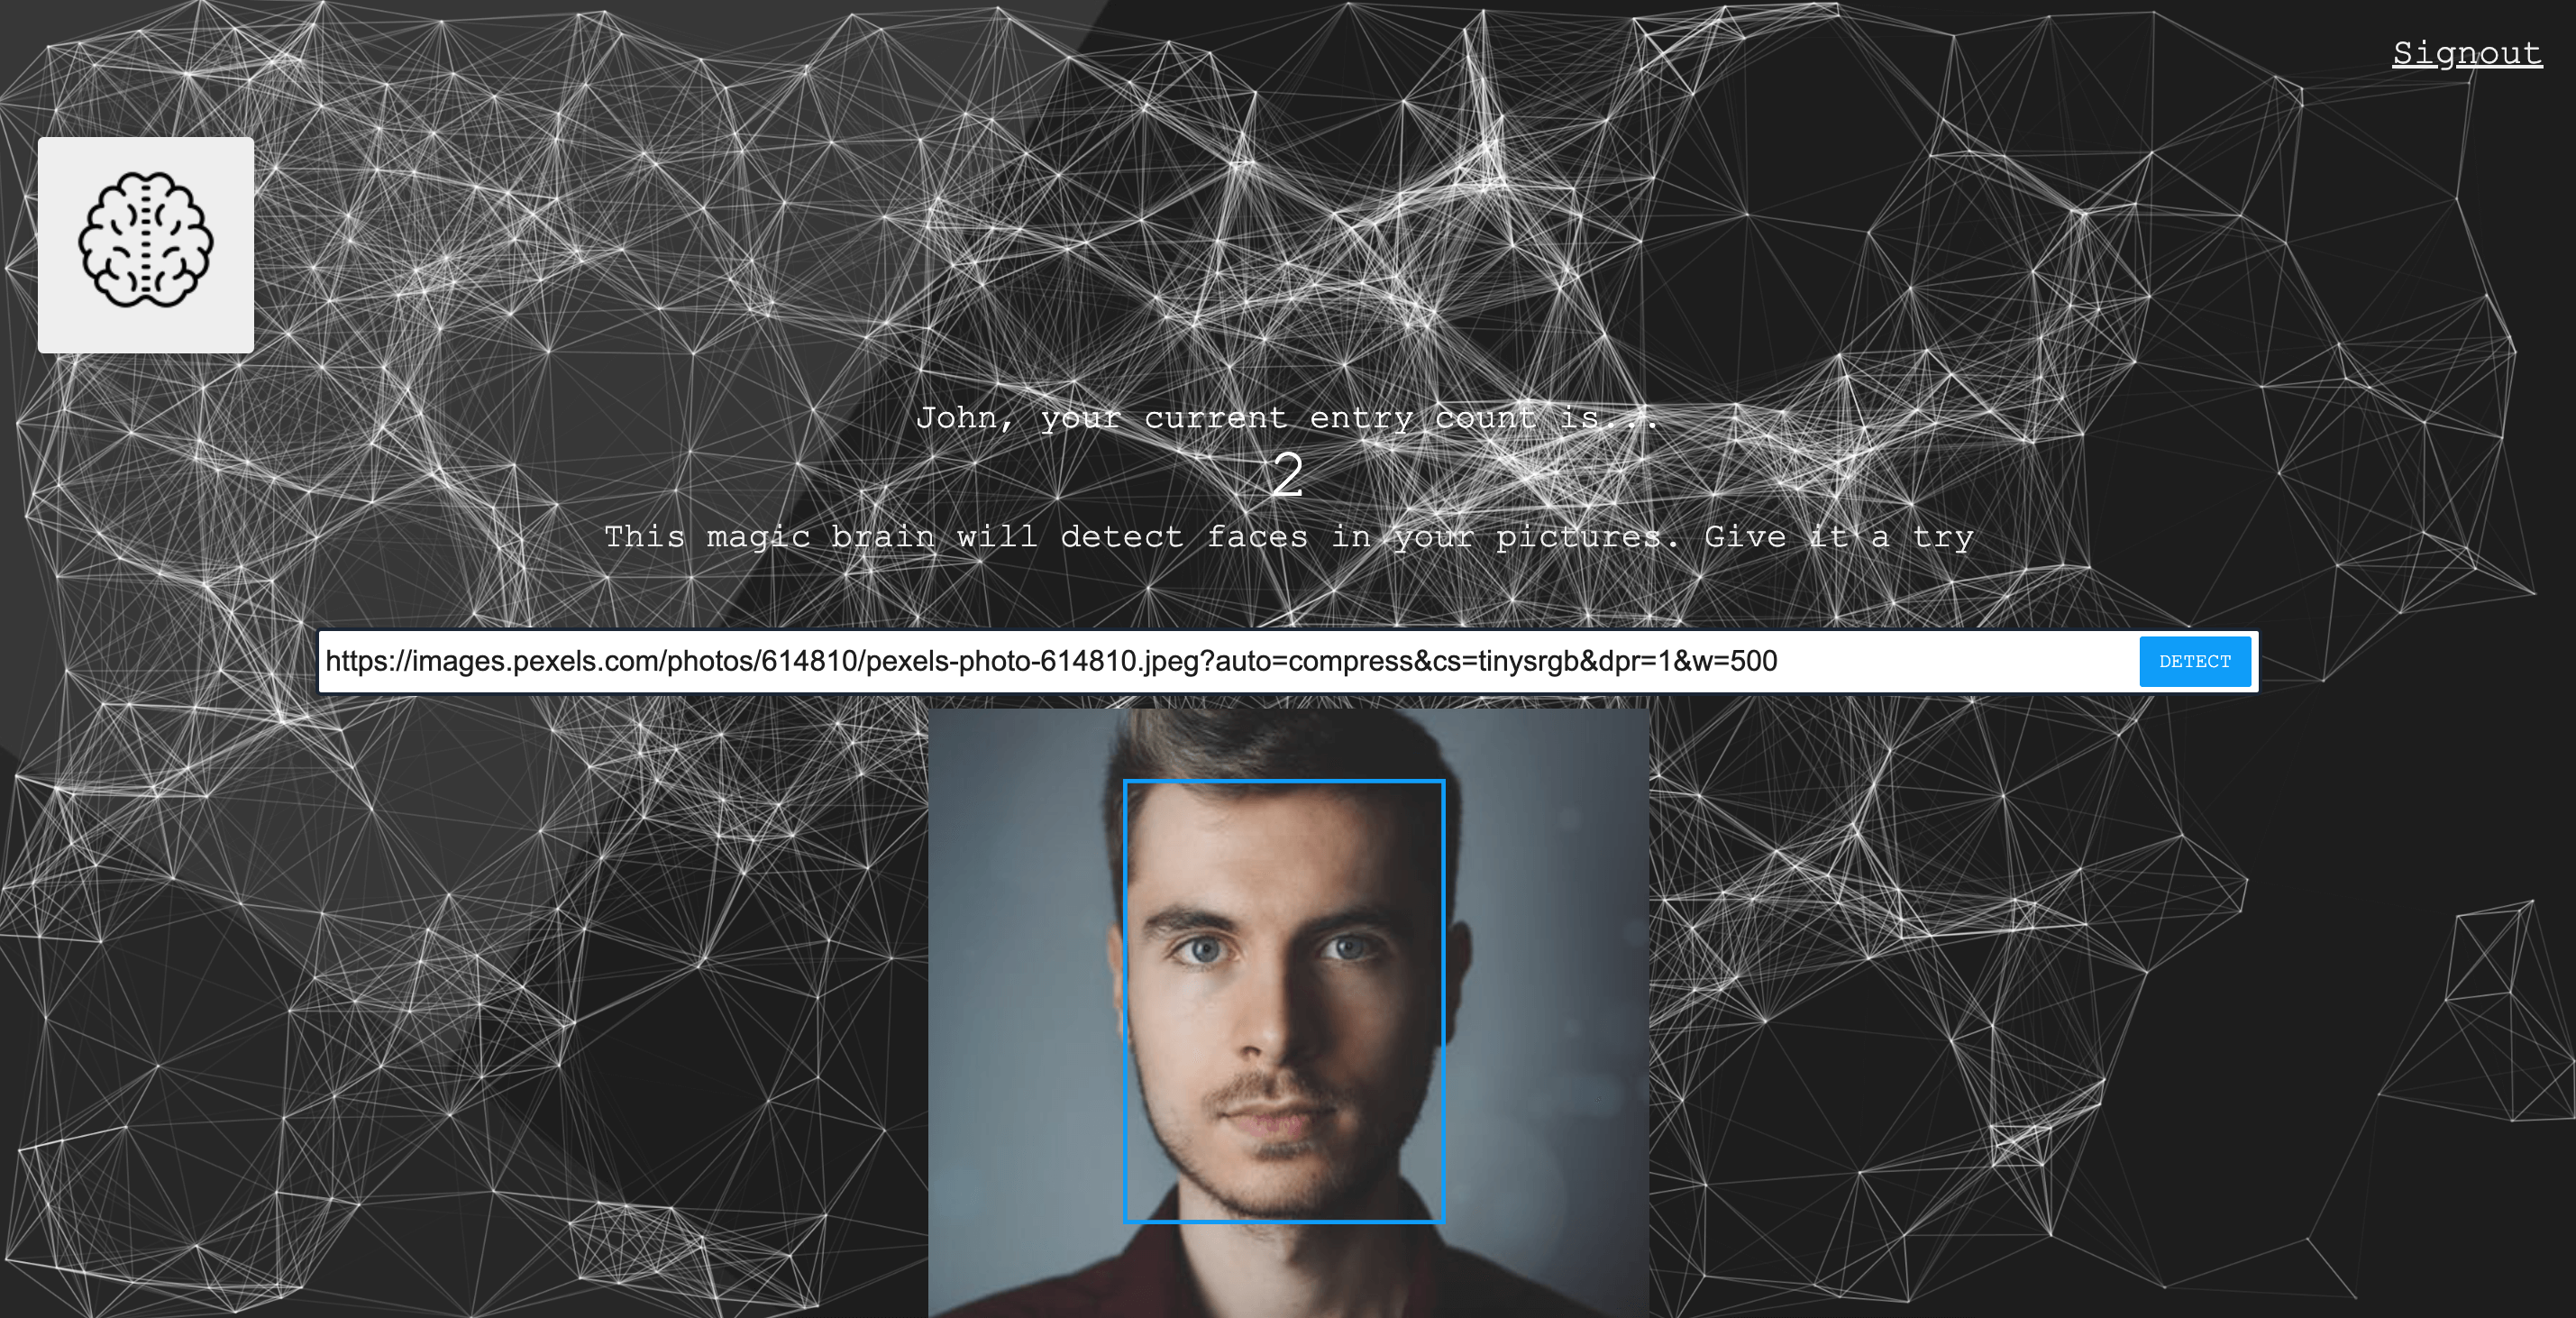 Signout
John, your current entry count is...
2
This magic brain will detect faces in your pictures. Give it a try
https://images.pexels.com/photos/614810/pexels-photo-614810.jpeg?auto=compress&cs=tinysrgb&dpr=1&w=500
DETECT